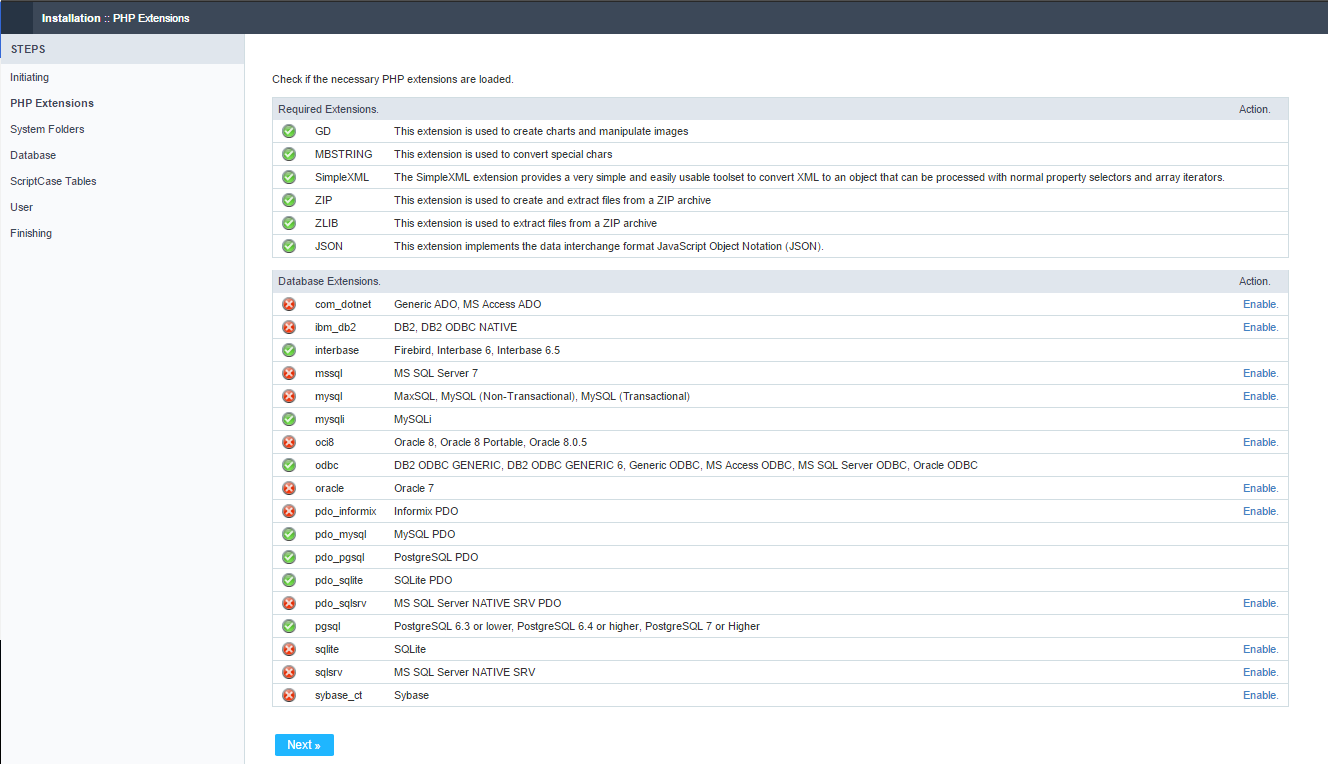 Installation :: PHP Extensions
STEPS
Initiating
PHP Extensions
System Folders
Database
ScriptCase Tables
User
Finishing
Check if the necessary PHP extensions are loaded.
Required Extensions. Action.
GD This extension is used to create charts and manipulate images
MBSTRING This extension is used to convert special chars
SimpleXML The SimpleXML extension provides a very simple and easily usable toolset to convert XML to an object that can be processed with normal property selectors and array iterators.
ZIP This extension is used to create and extract files from a ZIP archive
ZLIB This extension is used to extract files from a ZIP archive
JSON This extension implements the data interchange format JavaScript Object Notation (JSON).
Database Extensions. Action.
com_dotnet Generic ADO, MS Access ADO Enable.
ibm_db2 DB2, DB2 ODBC NATIVE Enable.
interbase Firebird, Interbase 6, Interbase 6.5
mssql MS SQL Server 7 Enable.
mysql MaxSQL, MySQL (Non-Transactional), MySQL (Transactional) Enable.
mysqli MySQLi
oci8 Oracle 8, Oracle 8 Portable, Oracle 8.0.5 Enable.
odbc DB2 ODBC GENERIC, DB2 ODBC GENERIC 6, Generic ODBC, MS Access ODBC, MS SQL Server ODBC, Oracle ODBC
oracle Oracle 7 Enable.
pdo_informix Informix PDO Enable.
pdo_mysql MySQL PDO
pdo_pgsql PostgreSQL PDO
pdo_sqlite SQLite PDO
pdo_sqlsrv MS SQL Server NATIVE SRV PDO Enable.
pgsql PostgreSQL 6.3 or lower, PostgreSQL 6.4 or higher, PostgreSQL 7 or Higher
sqlite SQLite Enable.
sqlsrv MS SQL Server NATIVE SRV Enable.
sybase_ct Sybase Enable.
Next »